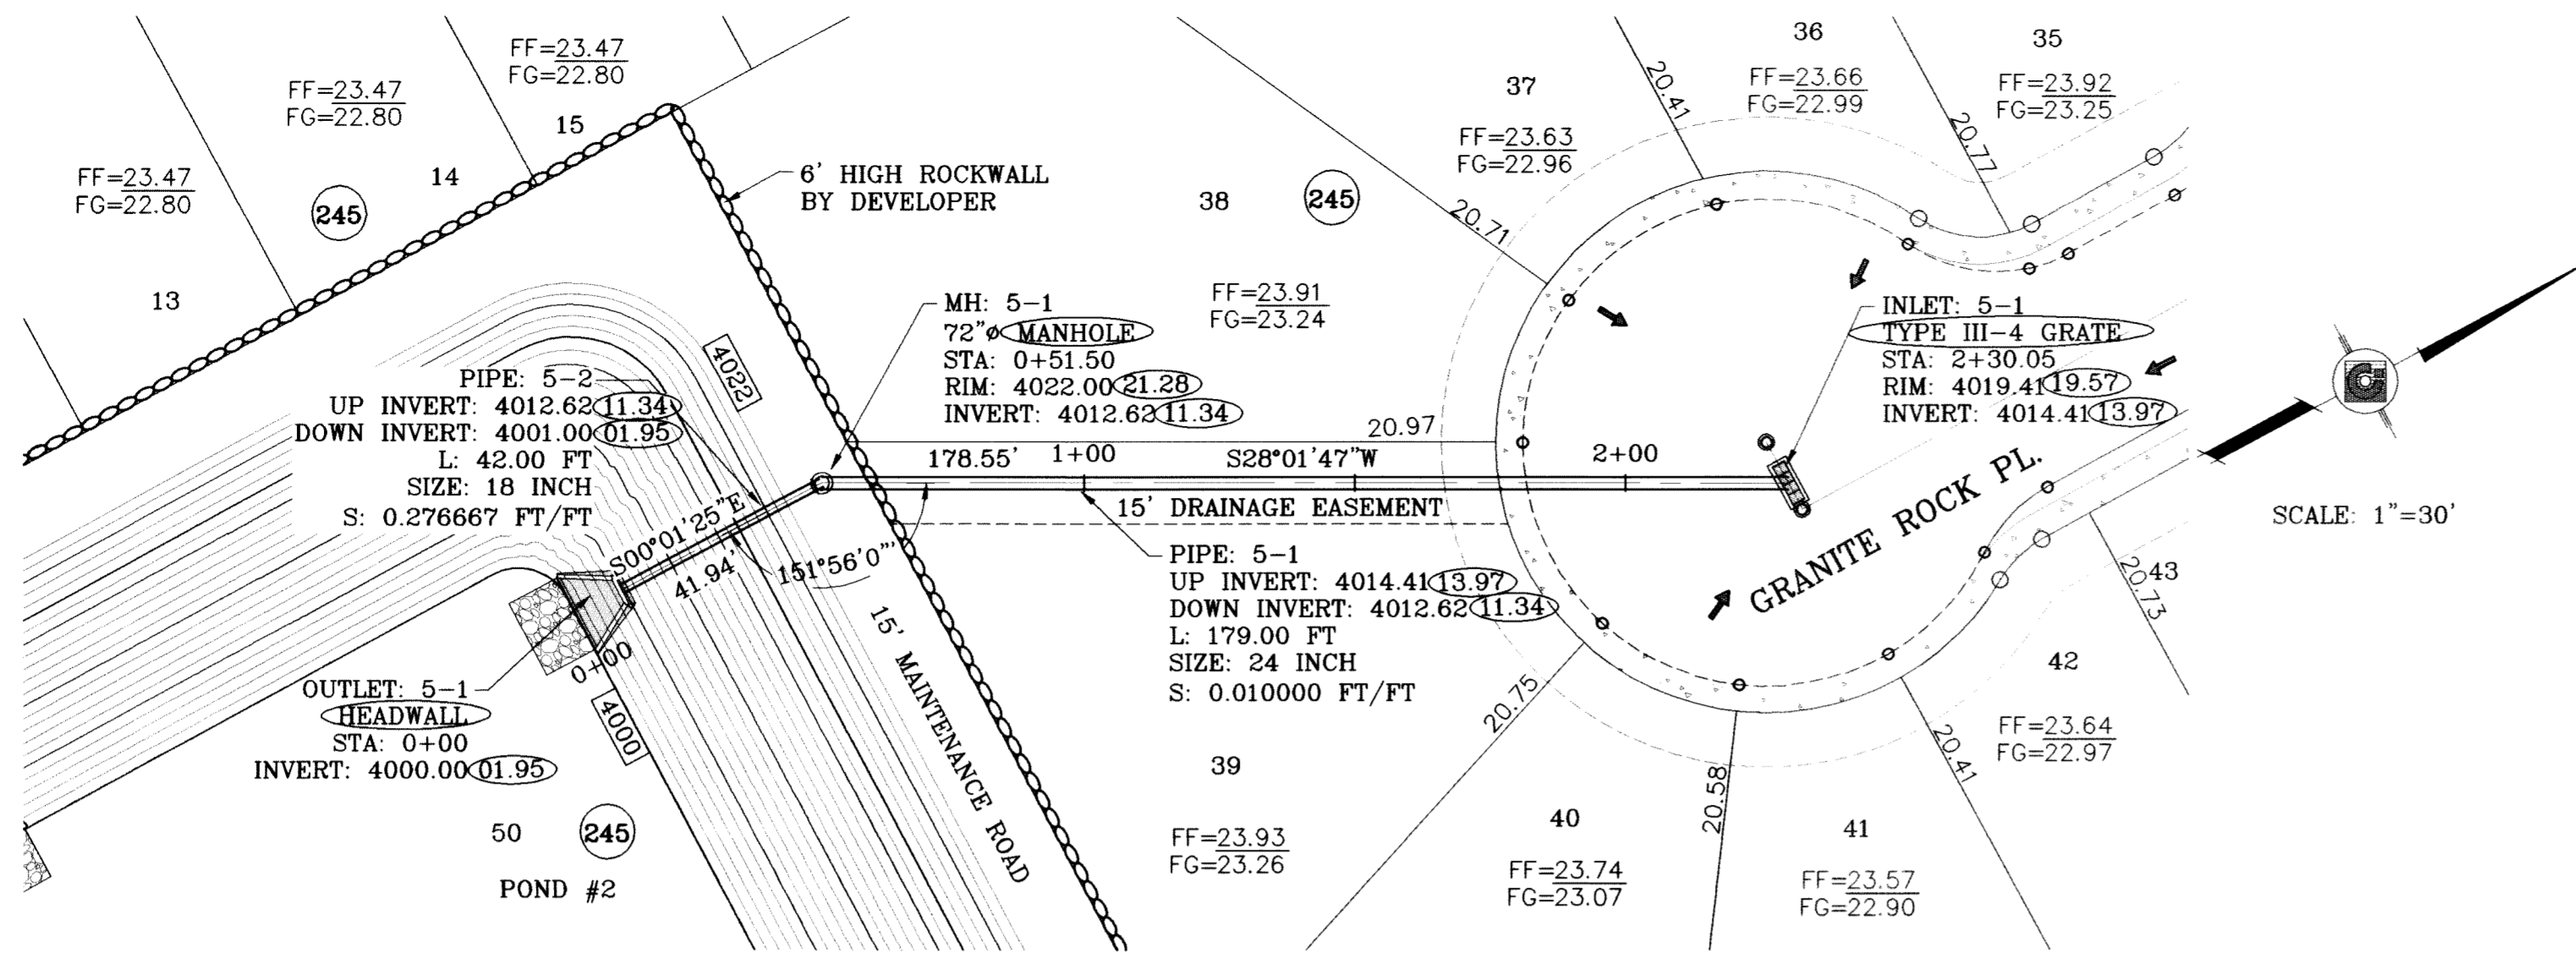 FF=23.47
FG=22.80
FF=23.47
FG=22.80
FF=23.47
FG=22.80
15
14
13
245
6' HIGH ROCKWALL
BY DEVELOPER
38
245
FF=23.91
FG=23.24
37
FF=23.63
FG=22.96
36
FF=23.66
FG=22.99
35
FF=23.92
FG=23.25
20.41
20.77
20.71
MH: 5-1
72"ø MANHOLE
STA: 0+51.50
RIM: 4022.00 21.28
INVERT: 4012.62 11.34
INLET: 5-1
TYPE III-4 GRATE
STA: 2+30.05
RIM: 4019.41 19.57
INVERT: 4014.41 13.97
4022
PIPE: 5-2
UP INVERT: 4012.62 11.34
DOWN INVERT: 4001.00 01.95
L: 42.00 FT
SIZE: 18 INCH
S: 0.276667 FT/FT
20.97
178.55' 1+00 S28°01'47"W 2+00
15' DRAINAGE EASEMENT
S00°01'25"E
41.94'
151°56'0"
PIPE: 5-1
UP INVERT: 4014.41 13.97
DOWN INVERT: 4012.62 11.34
L: 179.00 FT
SIZE: 24 INCH
S: 0.010000 FT/FT
GRANITE ROCK PL.
SCALE: 1"=30'
0+00
OUTLET: 5-1
HEADWALL
STA: 0+00
INVERT: 4000.00 01.95
4000
15' MAINTENANCE ROAD
50
245
POND #2
39
FF=23.93
FG=23.26
20.75
40
FF=23.74
FG=23.07
20.58
41
FF=23.57
FG=22.90
20.41
42
FF=23.64
FG=22.97
20.73
43